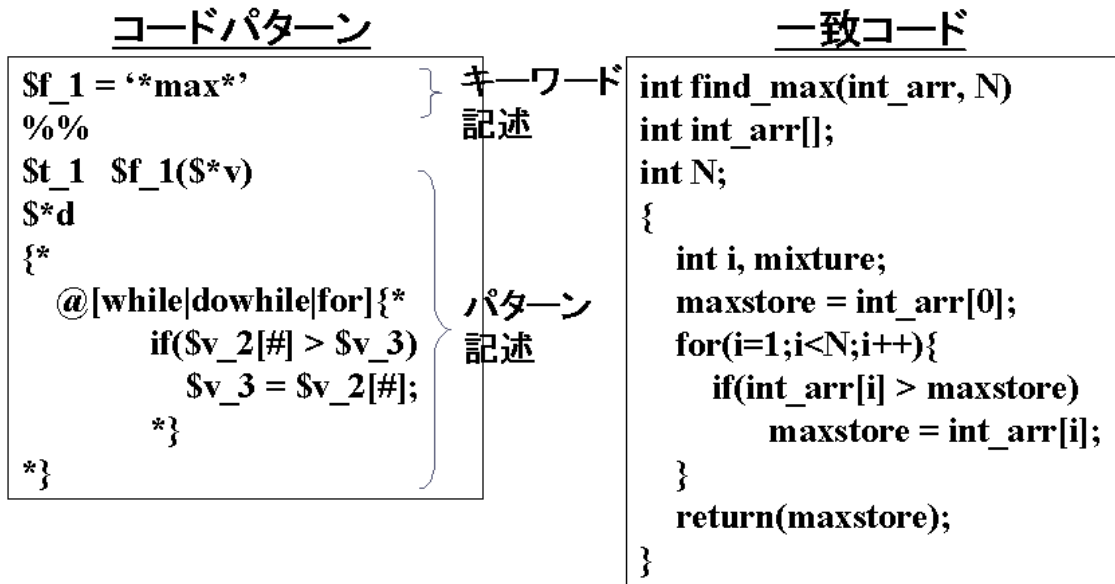 コードパターン
$f_1 = ‘*max*’
%%
$t_1 $f_1($*v)
$*d
{*
@[while|dowhile|for]{*
if($v_2[#] > $v_3)
$v_3 = $v_2[#];
*}
*}
キーワード
記述
パターン
記述
一致コード
int find_max(int_arr, N)
int int_arr[];
int N;
{
int i, mixture;
maxstore = int_arr[0];
for(i=1;i<N;i++){
if(int_arr[i] > maxstore)
maxstore = int_arr[i];
}
return(maxstore);
}